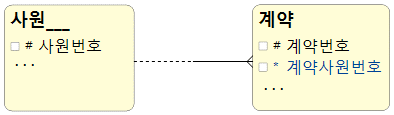 사원___
# 사원번호
...
계약
# 계약번호
* 계약사원번호
...